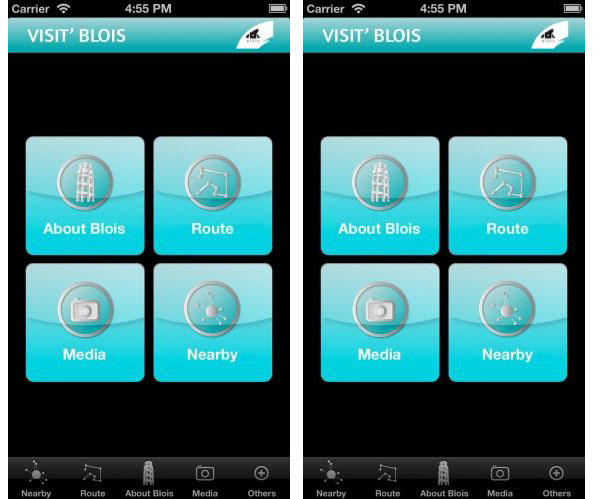 Carrier 4:55 PM
VISIT' BLOIS
About Blois Route
Media Nearby
Nearby Route About Blois Media Others
Carrier 4:55 PM
VISIT' BLOIS
About Blois Route
Media Nearby
Nearby Route About Blois Media Others